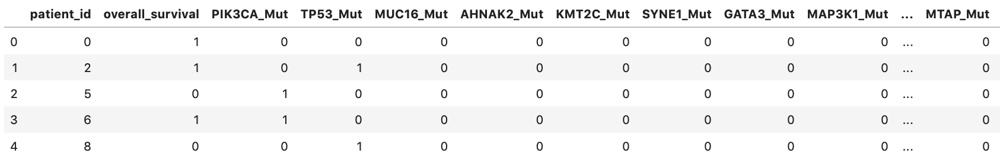 patient_id overall_survival PIK3CA_Mut TP53_Mut MUC16_Mut AHNAK2_Mut KMT2C_Mut SYNE1_Mut GATA3_Mut MAP3K1_Mut ... MTAP_Mut
0 0 1 0 0 0 0 0 0 0 0 ... 0
1 2 1 0 1 0 0 0 0 0 0 ... 0
2 5 0 1 0 0 0 0 0 0 0 ... 0
3 6 1 1 0 0 0 0 0 0 0 ... 0
4 8 0 0 1 0 0 0 0 0 0 ... 0